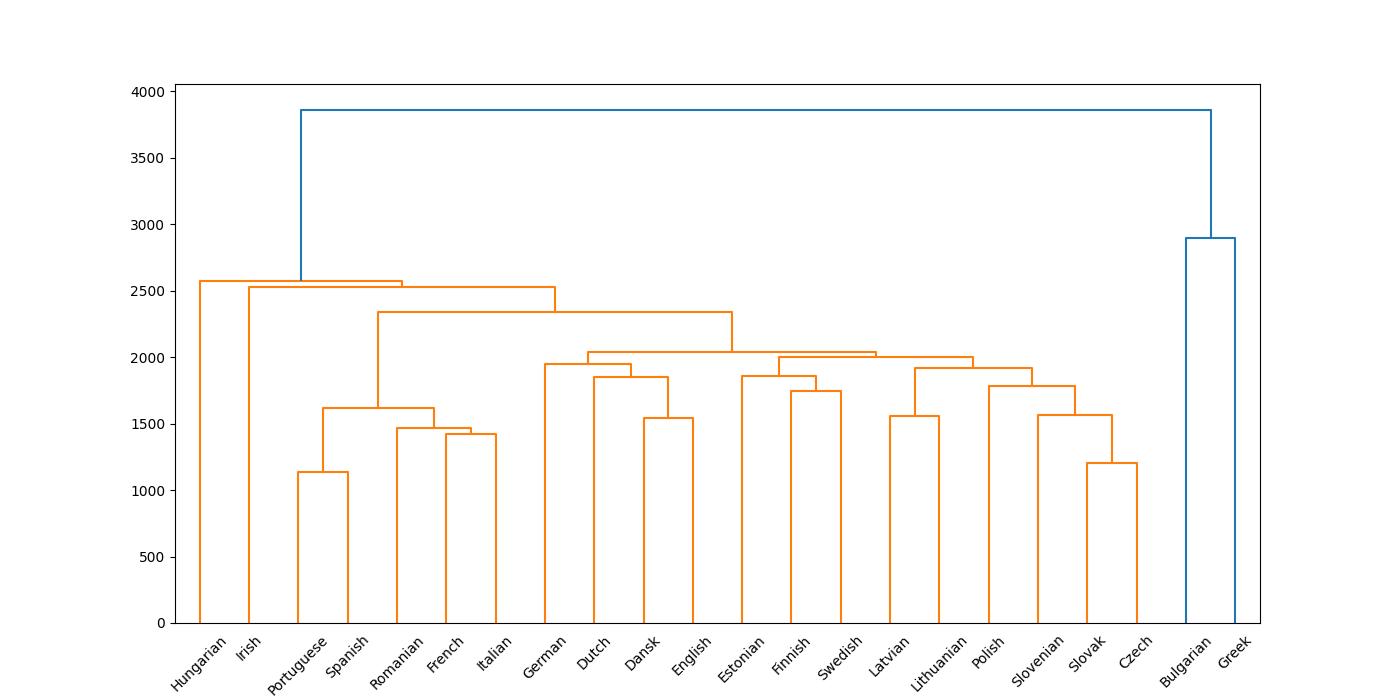 4000
3500
3000
2500
2000
1500
1000
500
0
Hungarian
Irish
Portuguese
Spanish
Romanian
French
Italian
German
Dutch
Dansk
English
Estonian
Finnish
Swedish
Latvian
Lithuanian
Polish
Slovenian
Slovak
Czech
Bulgarian
Greek